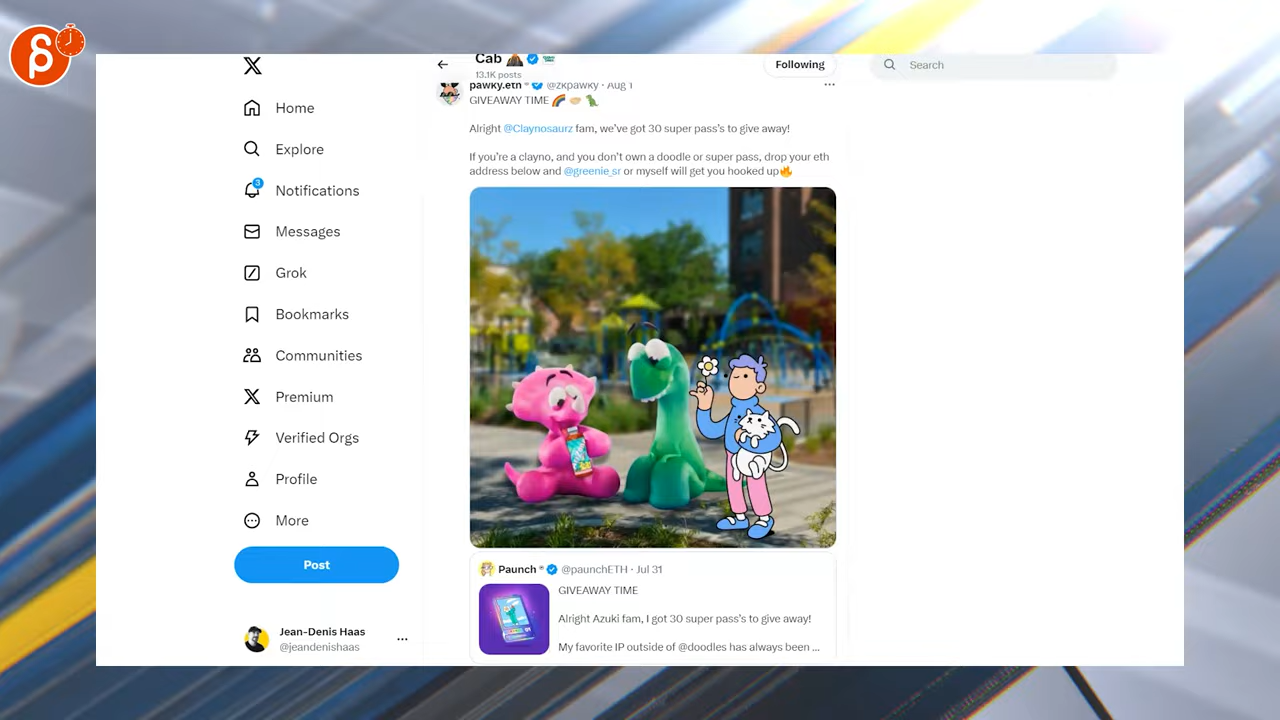 Home
Explore
3
Notifications
Messages
Grok
Bookmarks
Communities
Premium
Verified Orgs
Profile
More
Post
Jean-Denis Haas
@jeandenishaas
Cab
13.1K posts
Following
Search
pawky.eth @zkpawky · Aug 1
GIVEAWAY TIME
Alright @Claynosaurz fam, we've got 30 super pass's to give away!
If you're a clayno, and you don't own a doodle or super pass, drop your eth
address below and @greenie_sr or myself will get you hooked up
Paunch @paunchETH · Jul 31
GIVEAWAY TIME
Alright Azuki fam, I got 30 super pass's to give away!
My favorite IP outside of @doodles has always been ...